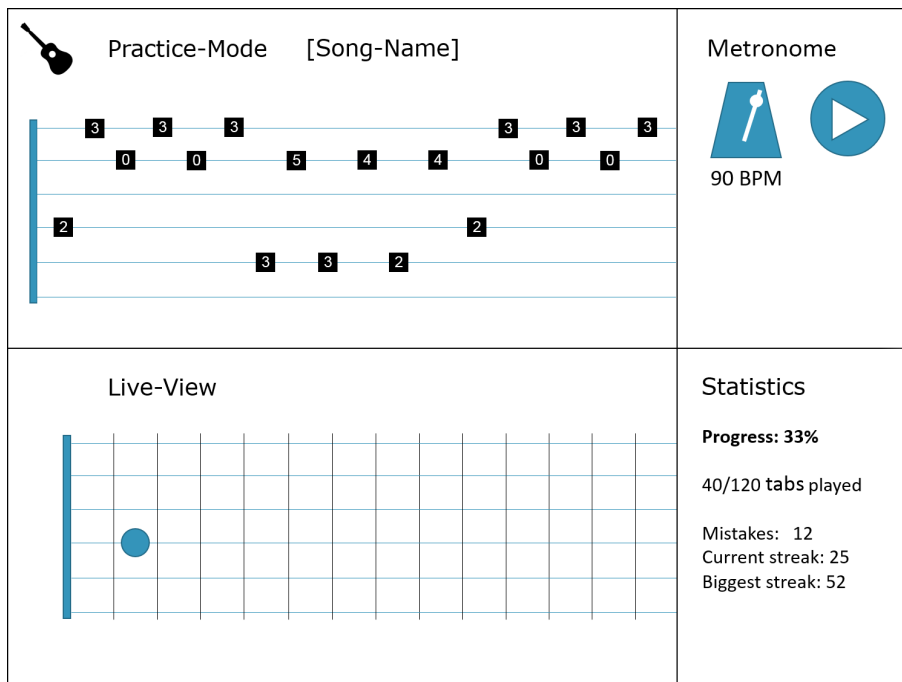 Practice-Mode [Song-Name]
3 3 3 3 3 3
0 0 5 4 4 0 0
2 2
3 3 2
Metronome
90 BPM
Live-View
Statistics
Progress: 33%
40/120 tabs played
Mistakes: 12
Current streak: 25
Biggest streak: 52